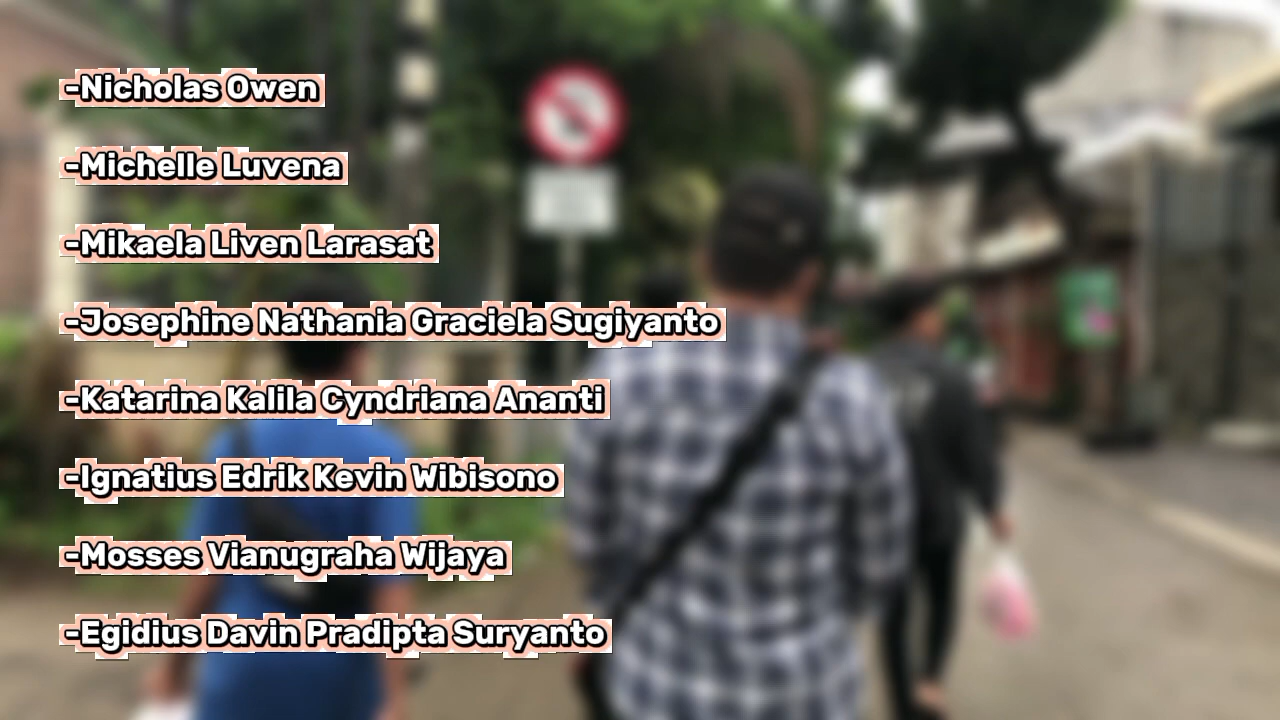 -Nicholas Owen
-Michelle Luvena
-Mikaela Liven Larasat
-Josephine Nathania Graciela Sugiyanto
-Katarina Kalila Cyndriana Ananti
-Ignatius Edrik Kevin Wibisono
-Mosses Vianugraha Wijaya
-Egidius Davin Pradipta Suryanto